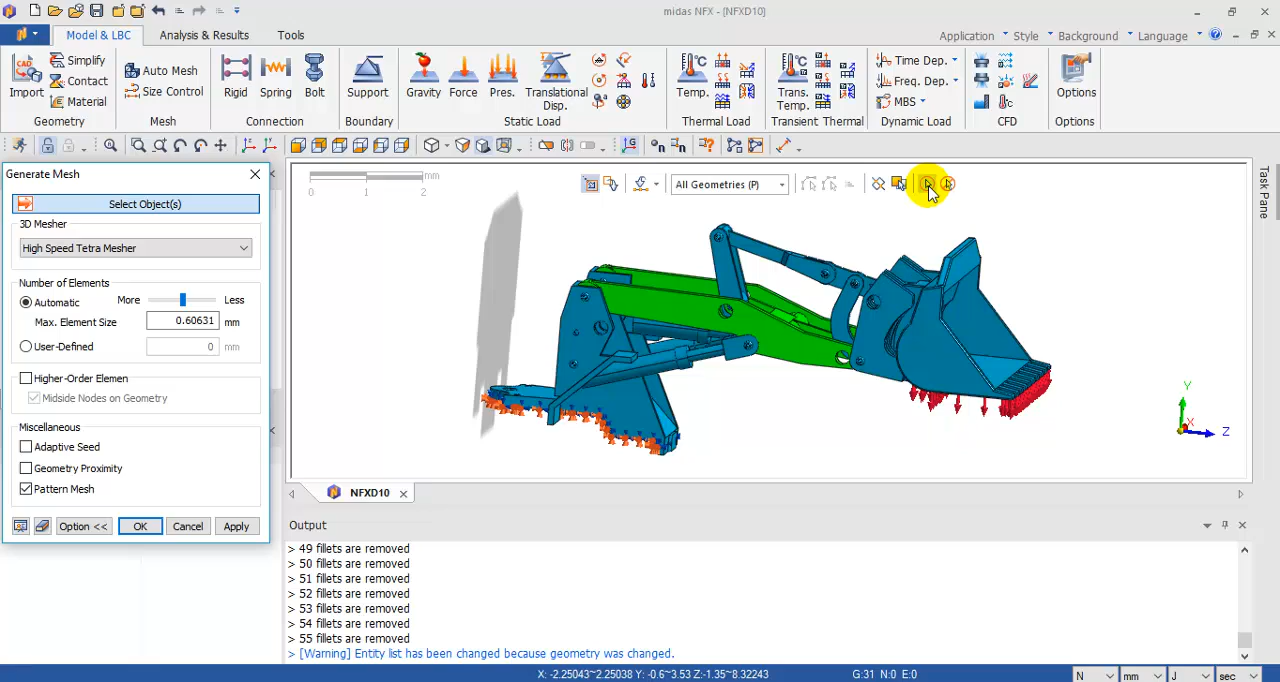 midas NFX - [NFXD10]
Model & LBC
Analysis & Results
Tools
Application
Style
Background
Language
Import
Simplify
Contact
Material
Geometry
Auto Mesh
Size Control
Mesh
Rigid
Spring
Bolt
Connection
Support
Boundary
Gravity
Force
Pres.
Translational
Disp.
Static Load
Temp.
Thermal Load
Trans.
Temp.
Transient Thermal
Time Dep.
Freq. Dep.
MBS
Dynamic Load
CFD
Options
Options
Generate Mesh
Select Object(s)
3D Mesher
High Speed Tetra Mesher
Number of Elements
Automatic
More
Less
Max. Element Size
0.60631
mm
User-Defined
0
mm
Higher-Order Elemen
Midside Nodes on Geometry
Miscellaneous
Adaptive Seed
Geometry Proximity
Pattern Mesh
Option <<
OK
Cancel
Apply
mm
0 1 2
All Geometries (P)
Task Pane
Y
X
Z
NFXD10
Output
> 49 fillets are removed
> 50 fillets are removed
> 51 fillets are removed
> 52 fillets are removed
> 53 fillets are removed
> 54 fillets are removed
> 55 fillets are removed
> [Warning] Entity list has been changed because geometry was changed.
X: -2.25043~2.25038 Y: -0.6~3.53 Z:-1.35~8.32243
G:31 N:0 E:0
N
mm
J
sec